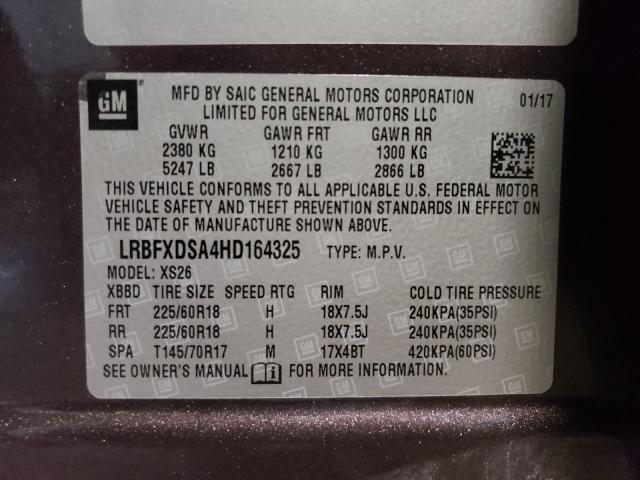 GM
MFD BY SAIC GENERAL MOTORS CORPORATION 01/17
LIMITED FOR GENERAL MOTORS LLC
GVWR GAWR FRT GAWR RR
2380 KG 1210 KG 1300 KG
5247 LB 2667 LB 2866 LB
THIS VEHICLE CONFORMS TO ALL APPLICABLE U.S. FEDERAL MOTOR
VEHICLE SAFETY AND THEFT PREVENTION STANDARDS IN EFFECT ON
THE DATE OF MANUFACTURE SHOWN ABOVE.
LRBFXDSA4HD164325 TYPE: M.P.V.
MODEL: XS26
XBBD TIRE SIZE SPEED RTG RIM COLD TIRE PRESSURE
FRT 225/60R18 H 18X7.5J 240KPA(35PSI)
RR 225/60R18 H 18X7.5J 240KPA(35PSI)
SPA T145/70R17 M 17X4BT 420KPA(60PSI)
SEE OWNER'S MANUAL FOR MORE INFORMATION.